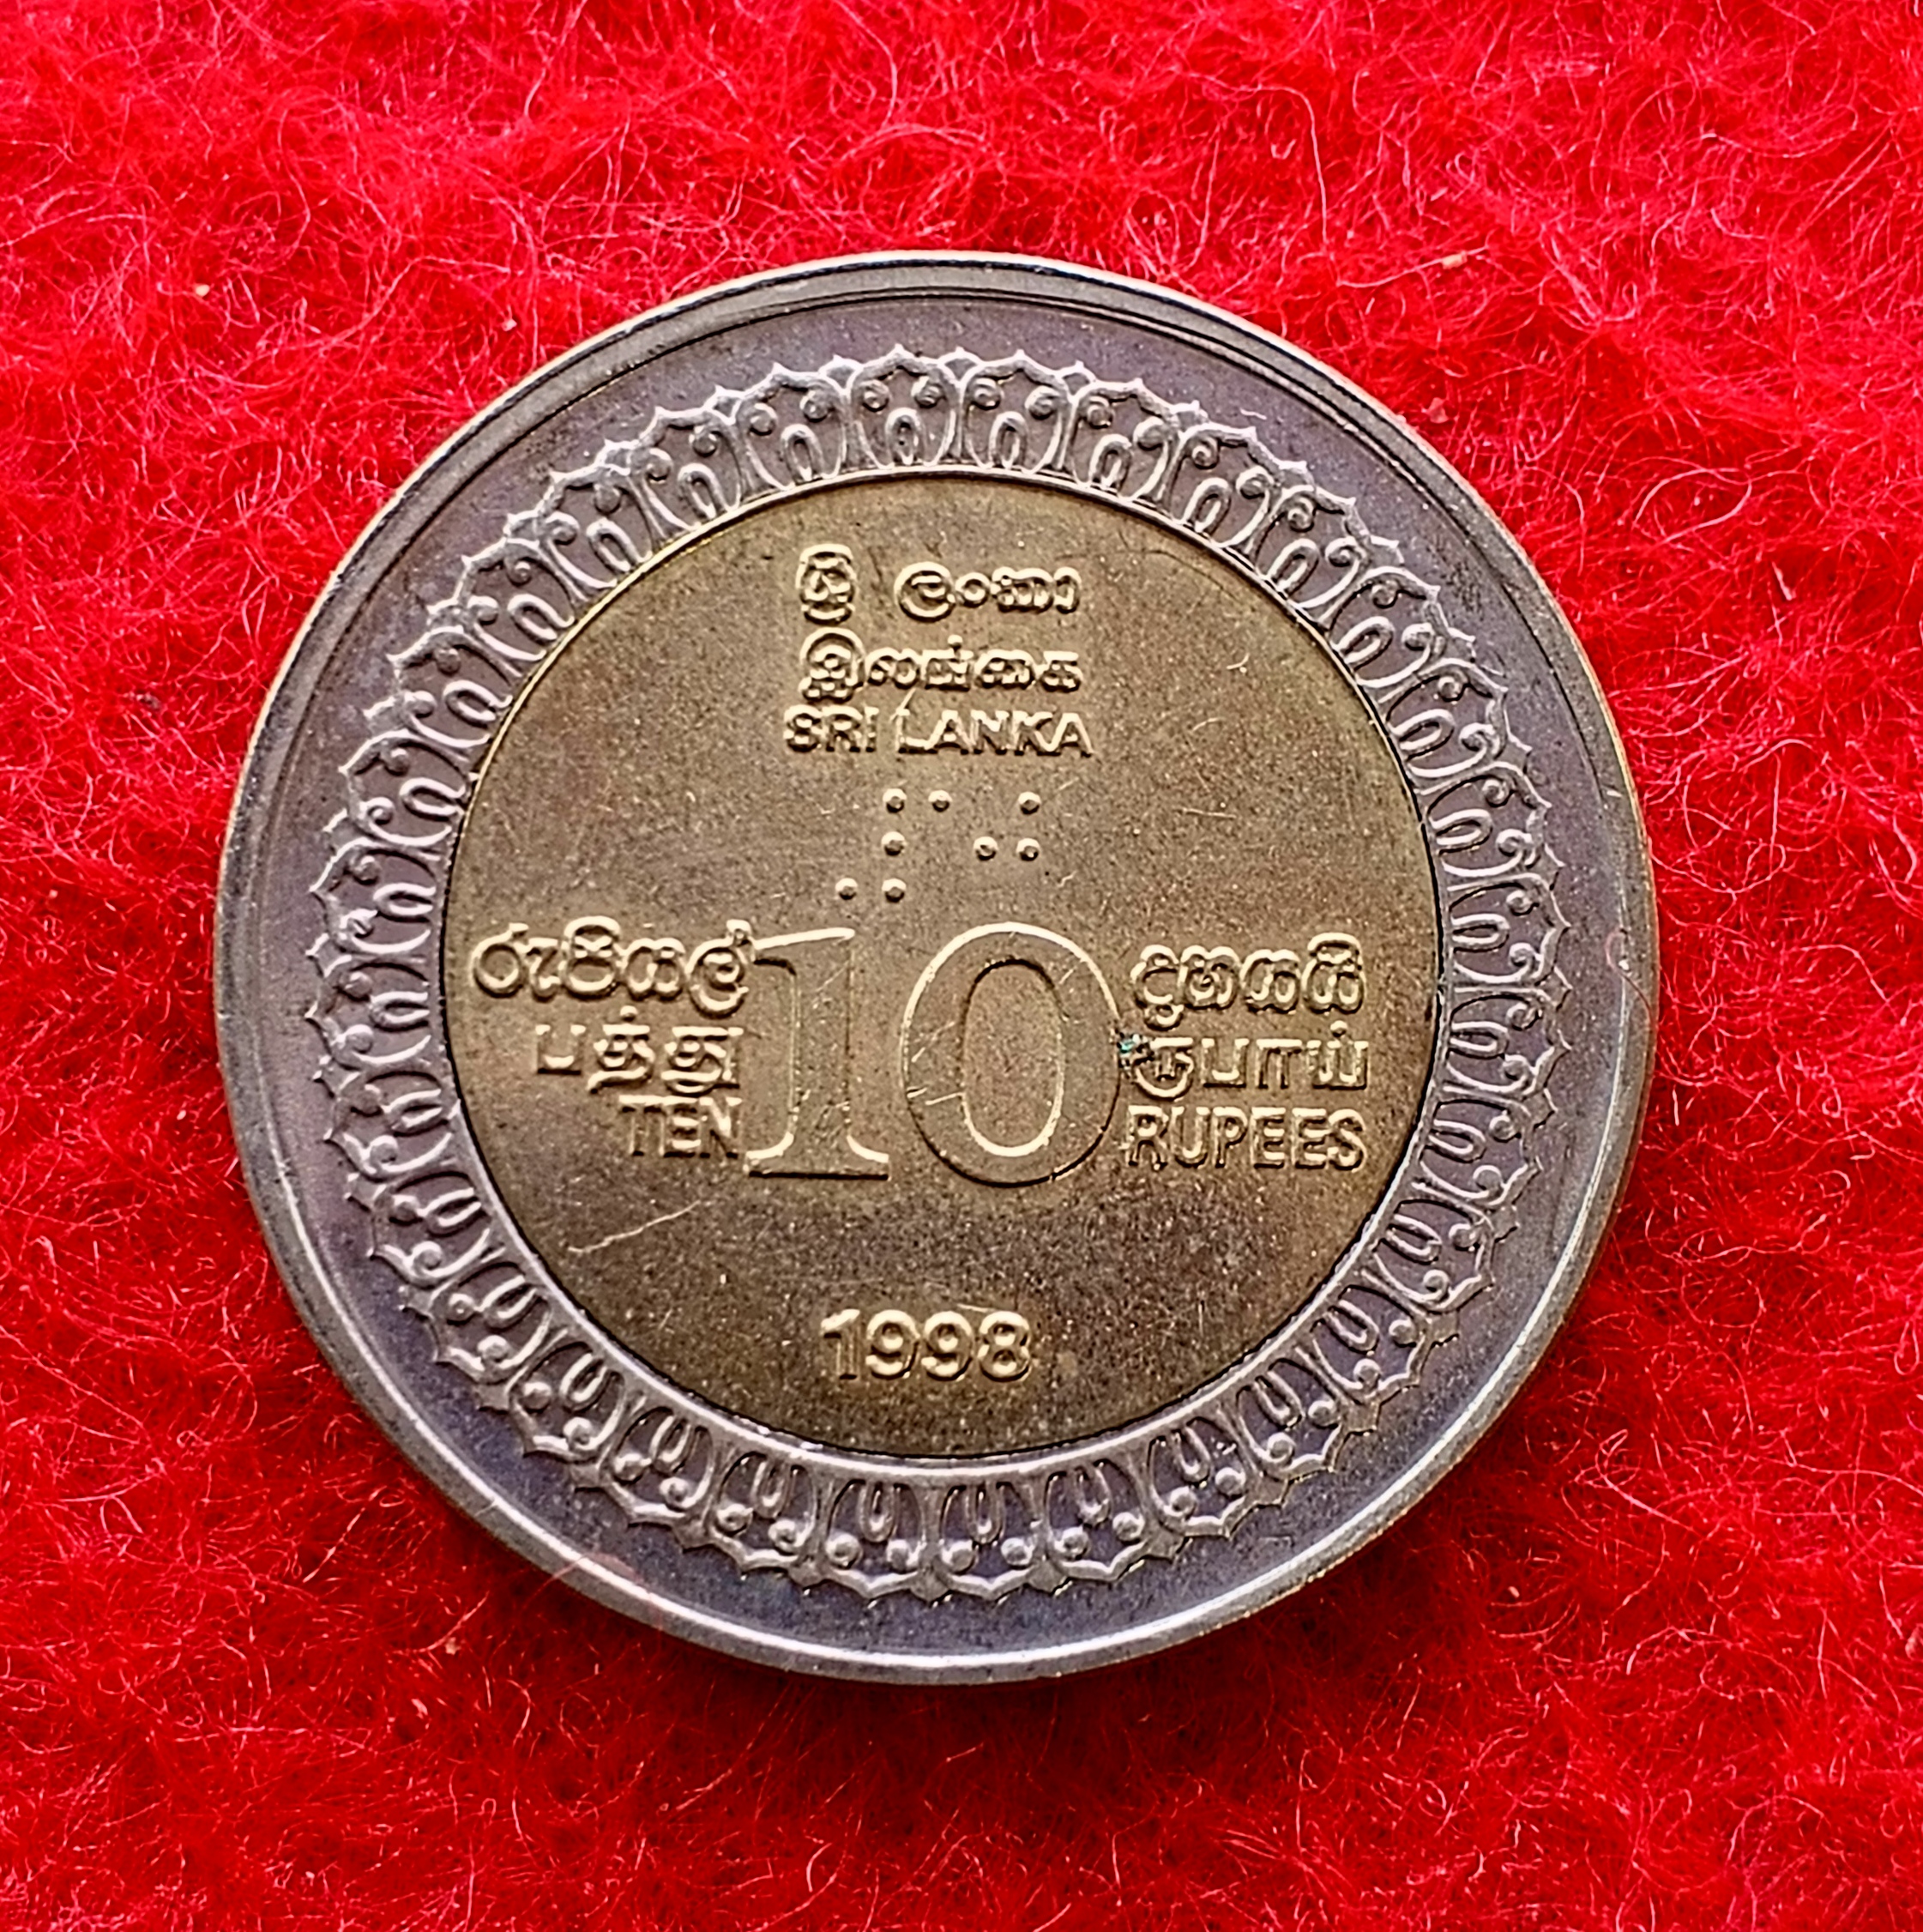 ශ්‍රී ලංකා
இலங்கை
SRI LANKA
රුපියල් 10 දහයයි
பத்து ரூபாய்
TEN RUPEES
1998